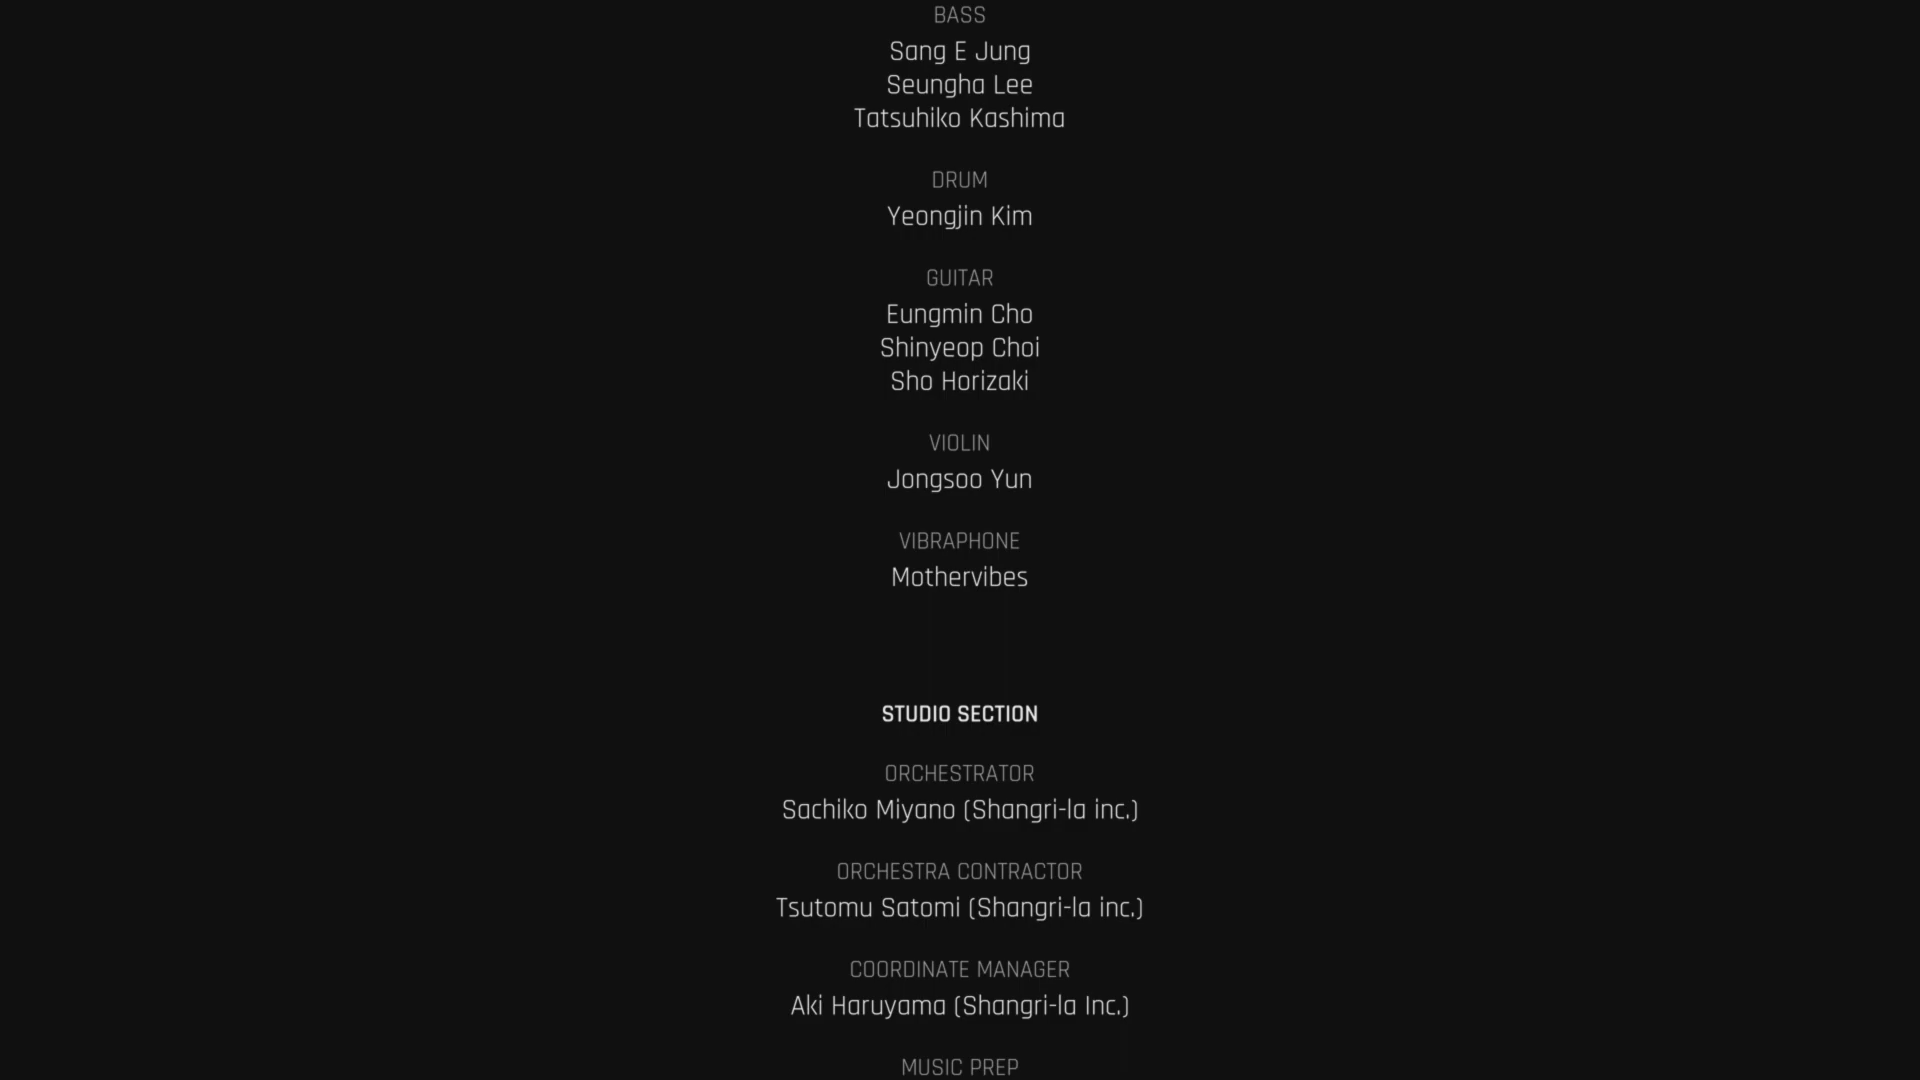 BASS
Sang E Jung
Seungha Lee
Tatsuhiko Kashima
DRUM
Yeongjin Kim
GUITAR
Eungmin Cho
Shinyeop Choi
Sho Horizaki
VIOLIN
Jongsoo Yun
VIBRAPHONE
Mothervibes
STUDIO SECTION
ORCHESTRATOR
Sachiko Miyano (Shangri-la inc.)
ORCHESTRA CONTRACTOR
Tsutomu Satomi (Shangri-la inc.)
COORDINATE MANAGER
Aki Haruyama (Shangri-la Inc.)
MUSIC PREP